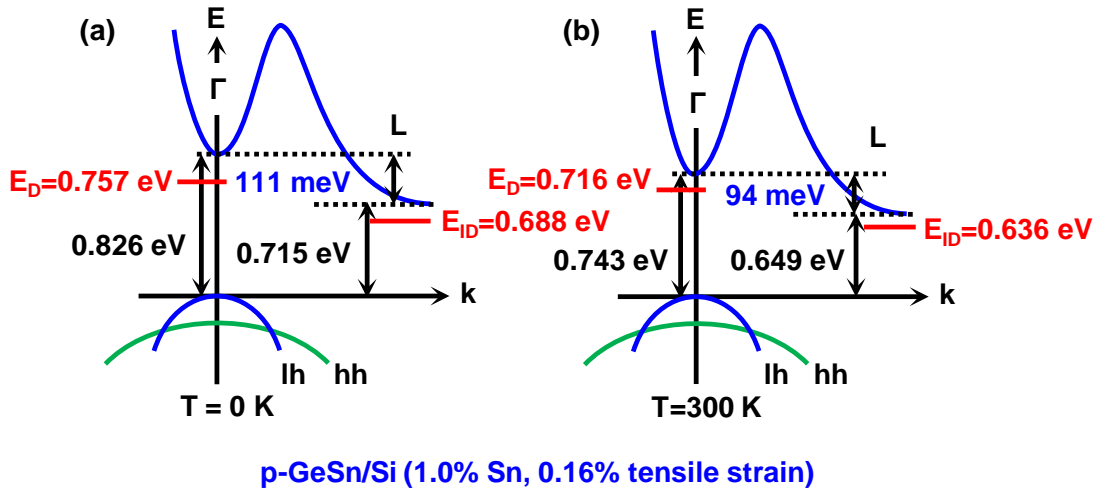 (a)
E
Γ
L
E_D=0.757 eV
111 meV
E_ID=0.688 eV
0.826 eV
0.715 eV
k
lh
hh
T = 0 K
(b)
E
Γ
L
E_D=0.716 eV
94 meV
E_ID=0.636 eV
0.743 eV
0.649 eV
k
lh
hh
T=300 K
p-GeSn/Si (1.0% Sn, 0.16% tensile strain)